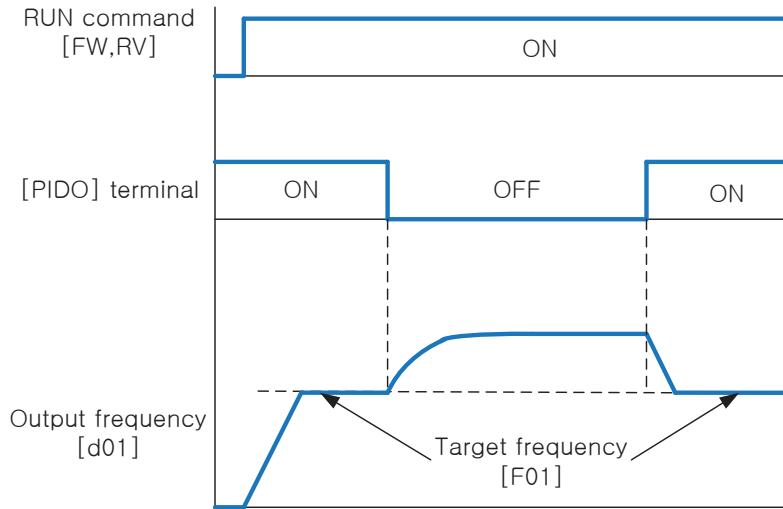 RUN command
[FW,RV]
ON
[PIDO] terminal
ON
OFF
ON
Output frequency
[d01]
Target frequency
[F01]